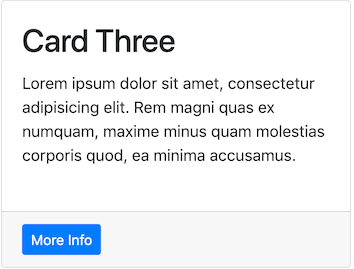 Card Three
Lorem ipsum dolor sit amet, consectetur
adipisicing elit. Rem magni quas ex
numquam, maxime minus quam molestias
corporis quod, ea minima accusamus.
More Info